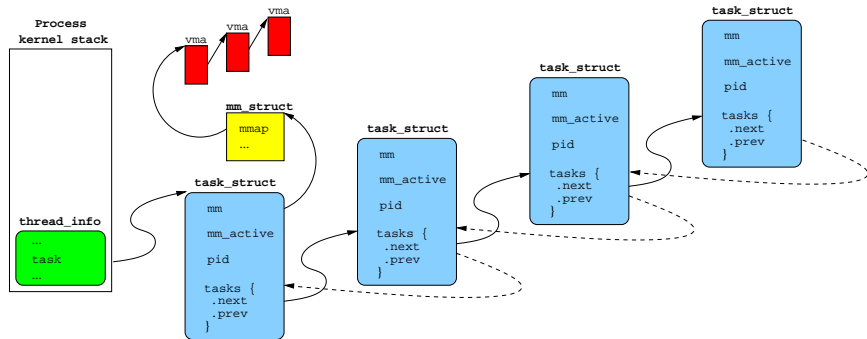 Process
kernel stack
thread_info
...
task
...
vma
vma
vma
mm_struct
mmap
...
task_struct
mm
mm_active
pid
tasks {
.next
.prev
}
task_struct
mm
mm_active
pid
tasks {
.next
.prev
}
task_struct
mm
mm_active
pid
tasks {
.next
.prev
}
task_struct
mm
mm_active
pid
tasks {
.next
.prev
}